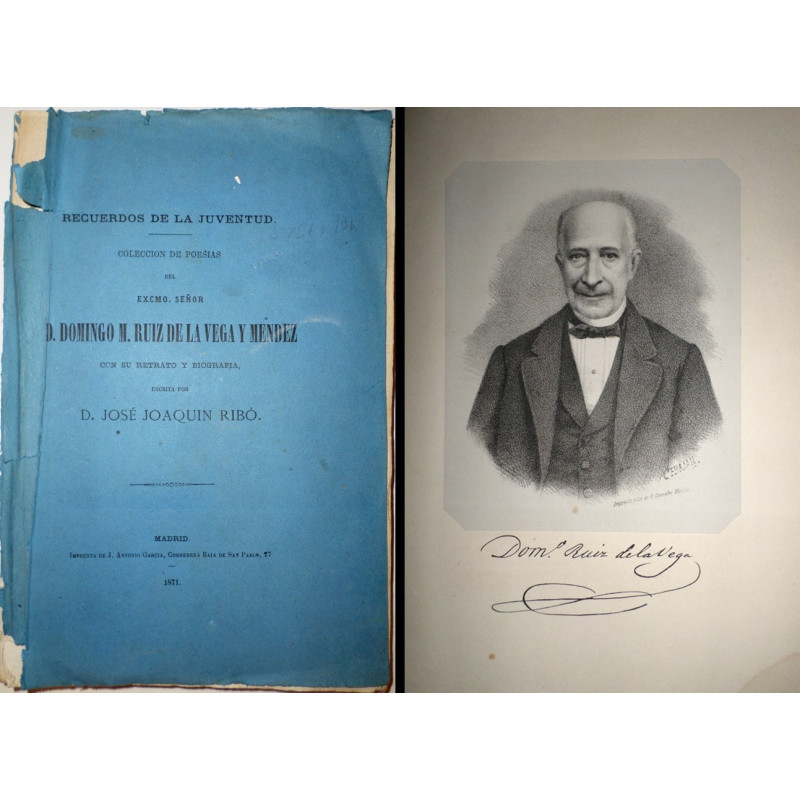 RECUERDOS DE LA JUVENTUD.
COLECCION DE POESIAS
DEL
EXCMO. SEÑOR
D. DOMINGO M. RUIZ DE LA VEGA Y MENDEZ
CON SU RETRATO Y BIOGRAFIA,
ESCRITA POR
D. JOSÉ JOAQUIN RIBÓ.
MADRID.
IMPRENTA DE J. ANTONIO GARCIA, CORREDERA BAJA DE SAN PABLO, 27
1871.
Dom.º Ruiz de la Vega